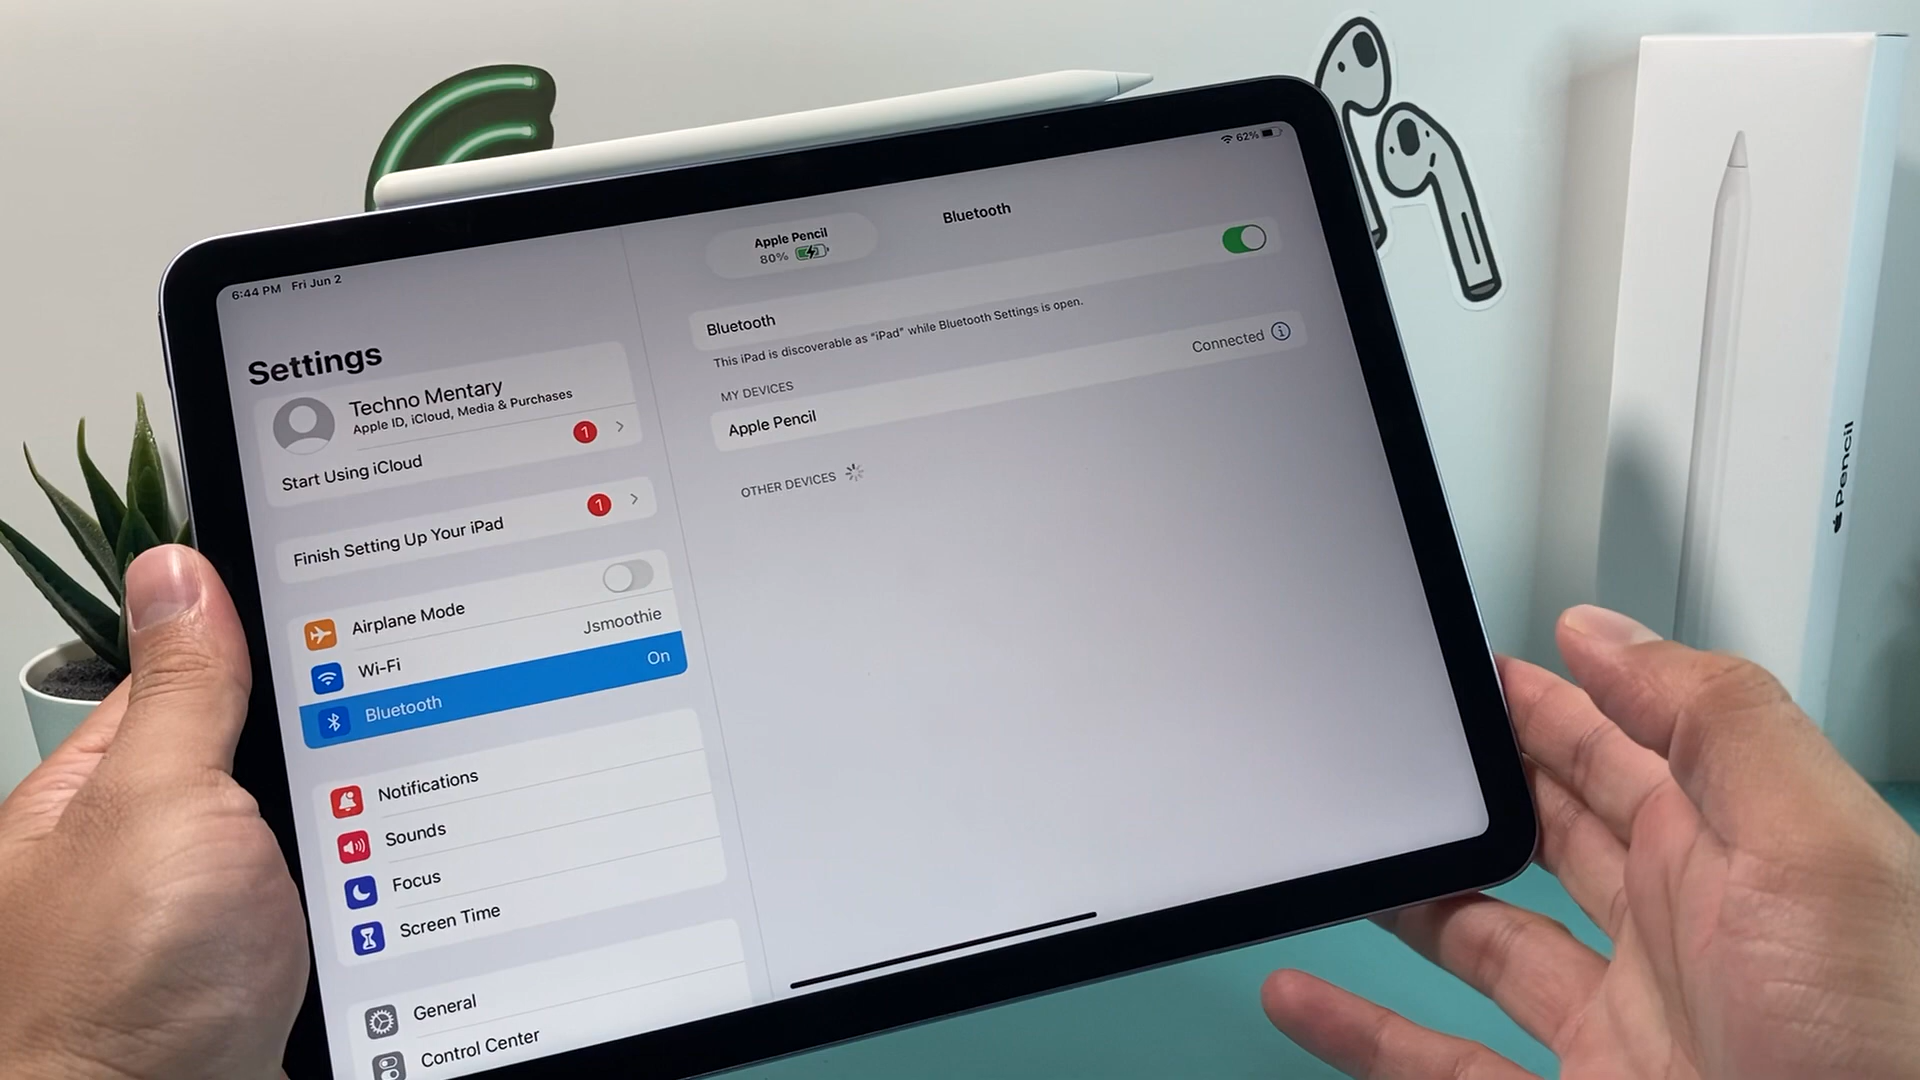 6:44 PM Fri Jun 2
62%
Settings
Techno Mentary
Apple ID, iCloud, Media & Purchases
Start Using iCloud
1
Finish Setting Up Your iPad
1
Airplane Mode
Wi-Fi
Jsmoothie
Bluetooth
On
Notifications
Sounds
Focus
Screen Time
General
Control Center
Apple Pencil
80%
Bluetooth
Bluetooth
This iPad is discoverable as “iPad” while Bluetooth Settings is open.
MY DEVICES
Apple Pencil
Connected
OTHER DEVICES
Pencil